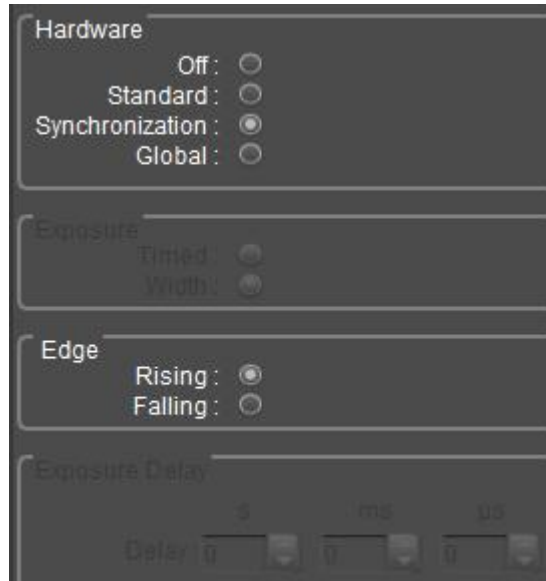 Hardware
Off :
Standard :
Synchronization :
Global :
Exposure
Timed :
Width :
Edge
Rising :
Falling :
Exposure Delay
s ms µs
Delay : 0 0 0